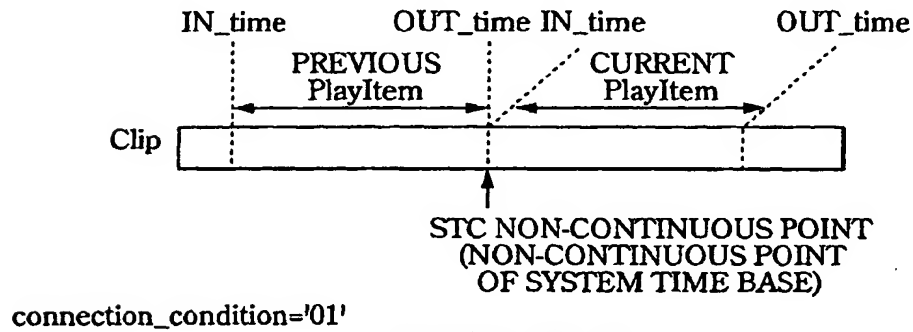 IN_time OUT_time IN_time OUT_time
PREVIOUS CURRENT
PlayItem PlayItem
Clip
STC NON-CONTINUOUS POINT
(NON-CONTINUOUS POINT
OF SYSTEM TIME BASE)
connection_condition='01'